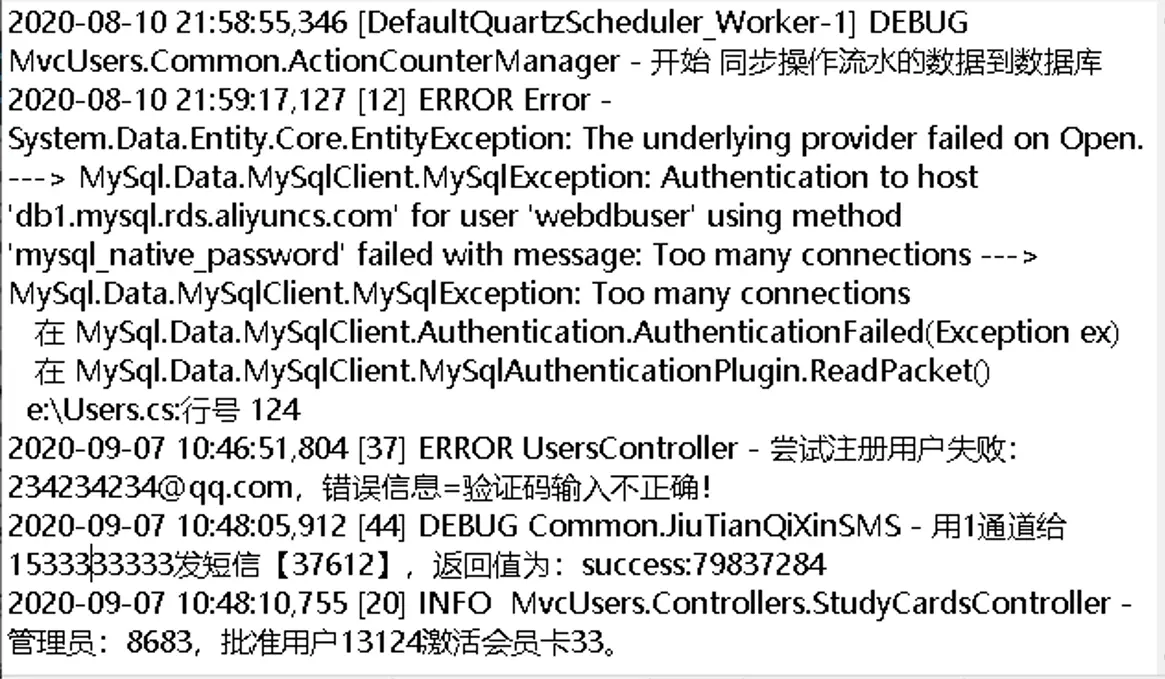 2020-08-10 21:58:55,346 [DefaultQuartzScheduler_Worker-1] DEBUG
MvcUsers.Common.ActionCounterManager - 开始 同步操作流水的数据到数据库
2020-08-10 21:59:17,127 [12] ERROR Error -
System.Data.Entity.Core.EntityException: The underlying provider failed on Open.
---> MySql.Data.MySqlClient.MySqlException: Authentication to host
'db1.mysql.rds.aliyuncs.com' for user 'webdbuser' using method
'mysql_native_password' failed with message: Too many connections --->
MySql.Data.MySqlClient.MySqlException: Too many connections
在 MySql.Data.MySqlClient.Authentication.AuthenticationFailed(Exception ex)
在 MySql.Data.MySqlClient.MySqlAuthenticationPlugin.ReadPacket()
e:\Users.cs:行号 124
2020-09-07 10:46:51,804 [37] ERROR UsersController - 尝试注册用户失败：
234234234@qq.com，错误信息=验证码输入不正确！
2020-09-07 10:48:05,912 [44] DEBUG Common.JiuTianQiXinSMS - 用1通道给
1533333333发短信【37612】，返回值为：success:79837284
2020-09-07 10:48:10,755 [20] INFO  MvcUsers.Controllers.StudyCardsController -
管理员：8683，批准用户13124激活会员卡33。